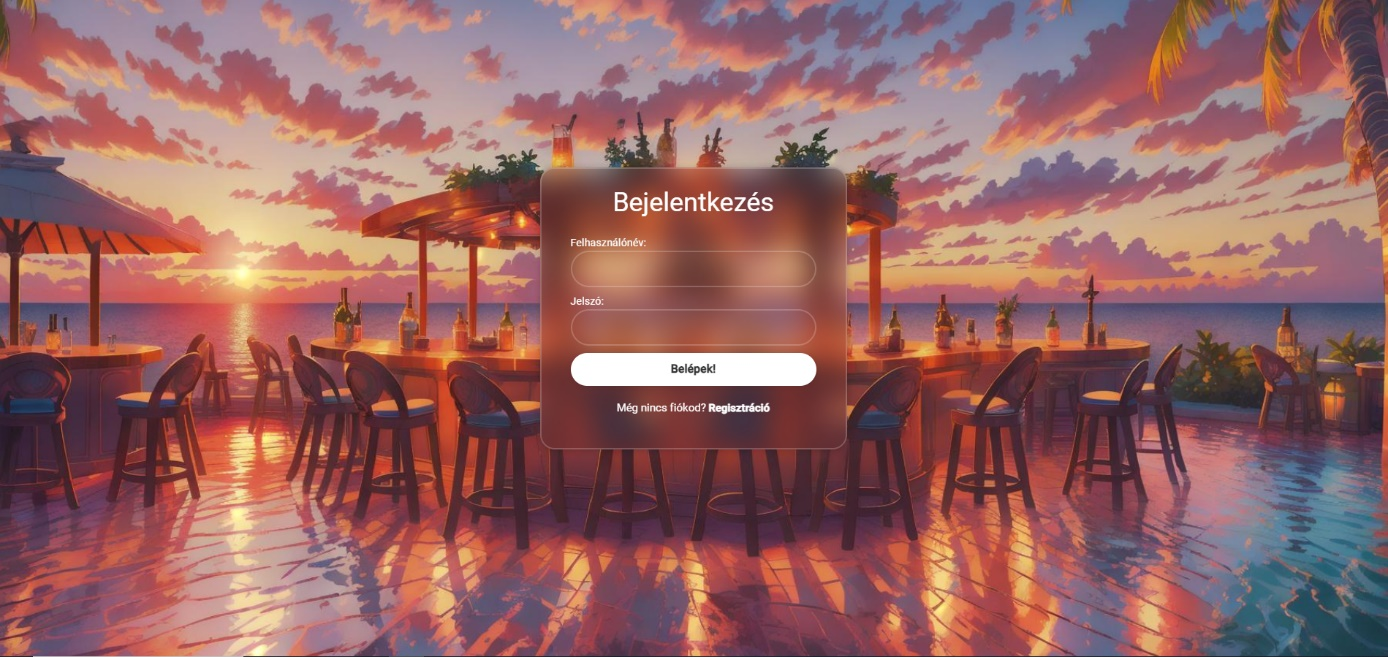 Bejelentkezés
Felhasználónév:
Jelszó:
Belépek!
Még nincs fiókod? Regisztráció